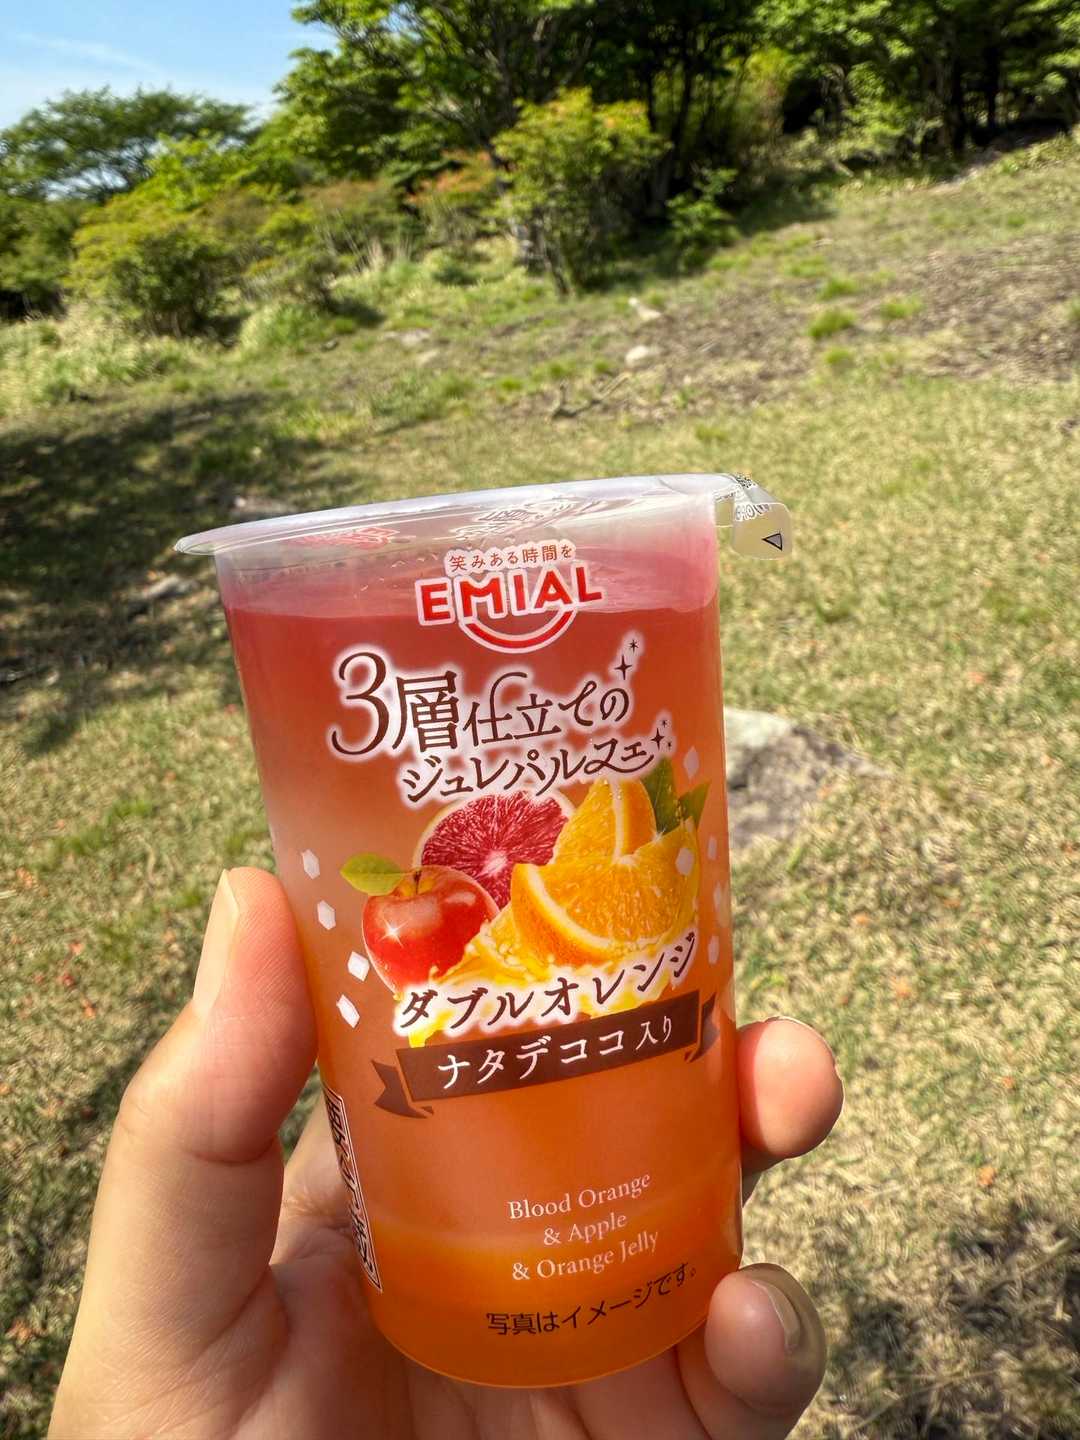 笑みある時間を
EMIAL
3層仕立ての
ジュレパルフェ
ダブルオレンジ
ナタデココ入り
Blood Orange
& Apple
& Orange Jelly
写真はイメージです。